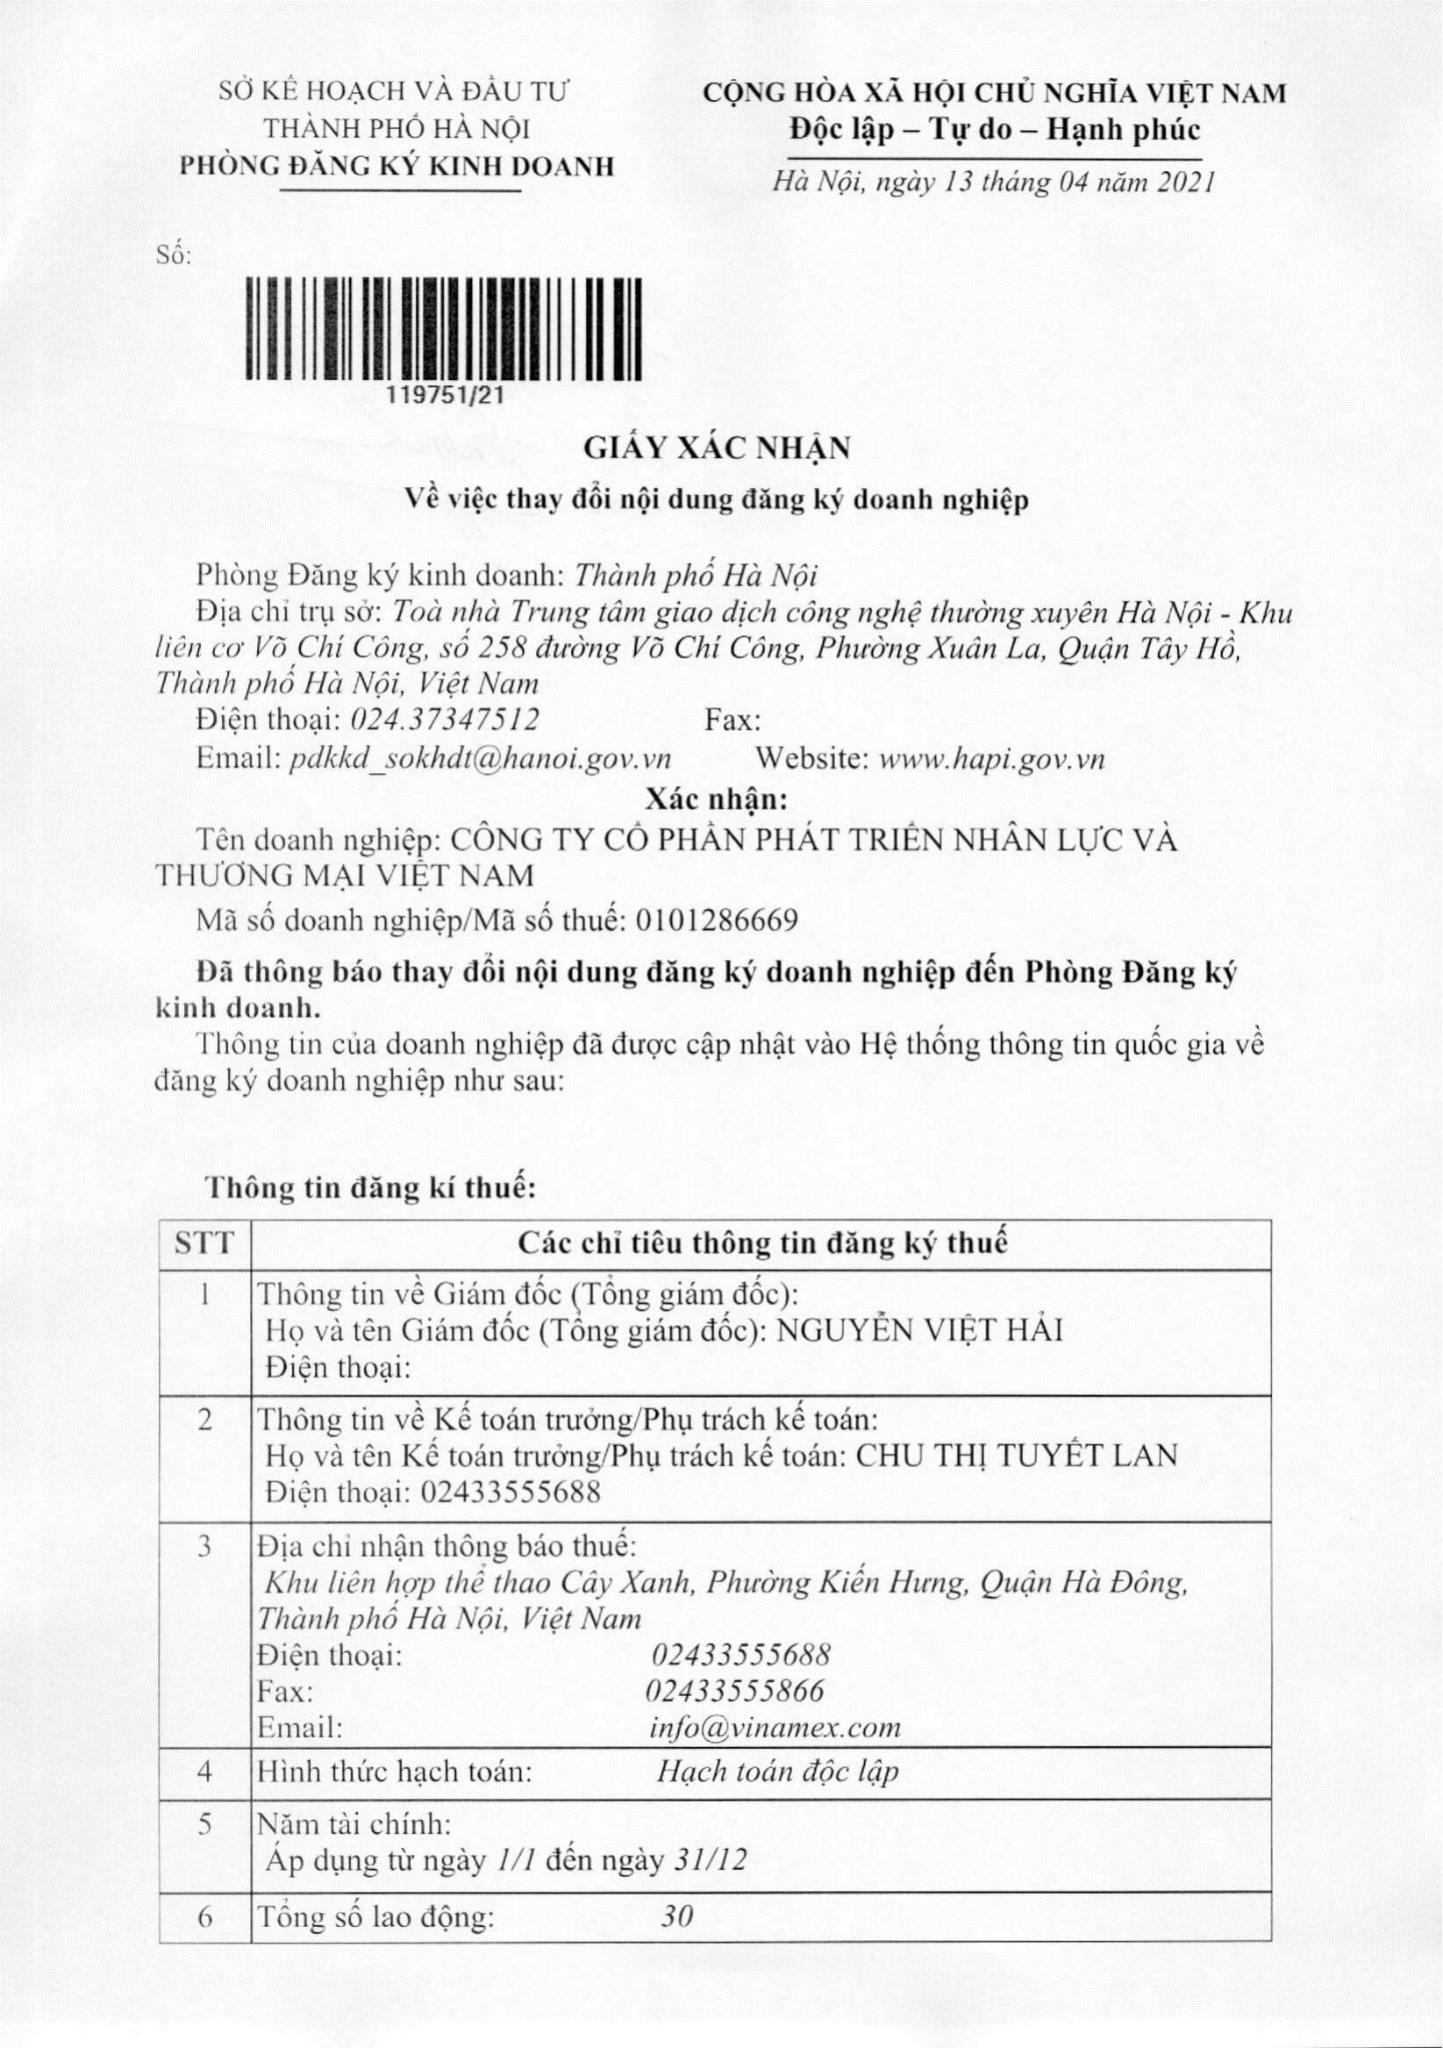 SỞ KẾ HOẠCH VÀ ĐẦU TƯ
THÀNH PHỐ HÀ NỘI
PHÒNG ĐĂNG KÝ KINH DOANH
CỘNG HÒA XÃ HỘI CHỦ NGHĨA VIỆT NAM
Độc lập – Tự do – Hạnh phúc
Hà Nội, ngày 13 tháng 04 năm 2021
Số:
119751/21
GIẤY XÁC NHẬN
Về việc thay đổi nội dung đăng ký doanh nghiệp
Phòng Đăng ký kinh doanh: Thành phố Hà Nội
Địa chỉ trụ sở: Toà nhà Trung tâm giao dịch công nghệ thường xuyên Hà Nội - Khu
liên cơ Võ Chí Công, số 258 đường Võ Chí Công, Phường Xuân La, Quận Tây Hồ,
Thành phố Hà Nội, Việt Nam
Điện thoại: 024.37347512 Fax:
Email: pdkkd_sokhdt@hanoi.gov.vn Website: www.hapi.gov.vn
Xác nhận:
Tên doanh nghiệp: CÔNG TY CỔ PHẦN PHÁT TRIỂN NHÂN LỰC VÀ
THƯƠNG MẠI VIỆT NAM
Mã số doanh nghiệp/Mã số thuế: 0101286669
Đã thông báo thay đổi nội dung đăng ký doanh nghiệp đến Phòng Đăng ký
kinh doanh.
Thông tin của doanh nghiệp đã được cập nhật vào Hệ thống thông tin quốc gia về
đăng ký doanh nghiệp như sau:
Thông tin đăng kí thuế:
STT Các chỉ tiêu thông tin đăng ký thuế
1 Thông tin về Giám đốc (Tổng giám đốc):
Họ và tên Giám đốc (Tổng giám đốc): NGUYỄN VIỆT HẢI
Điện thoại:
2 Thông tin về Kế toán trưởng/Phụ trách kế toán:
Họ và tên Kế toán trưởng/Phụ trách kế toán: CHU THỊ TUYẾT LAN
Điện thoại: 02433555688
3 Địa chỉ nhận thông báo thuế:
Khu liên hợp thể thao Cây Xanh, Phường Kiến Hưng, Quận Hà Đông,
Thành phố Hà Nội, Việt Nam
Điện thoại: 02433555688
Fax: 02433555866
Email: info@vinamex.com
4 Hình thức hạch toán: Hạch toán độc lập
5 Năm tài chính:
Áp dụng từ ngày 1/1 đến ngày 31/12
6 Tổng số lao động: 30